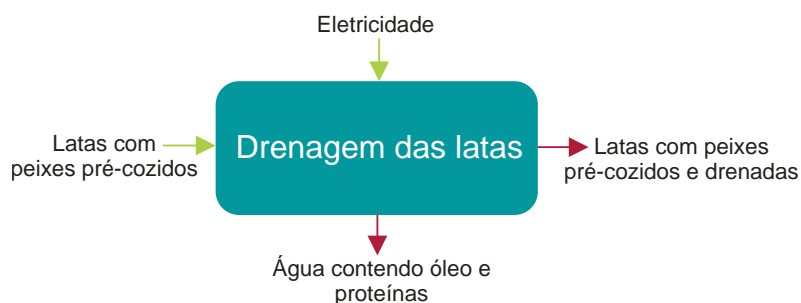 Eletricidade
Latas com
peixes pré-cozidos
Drenagem das latas
Latas com peixes
pré-cozidos e drenadas
Água contendo óleo e
proteínas